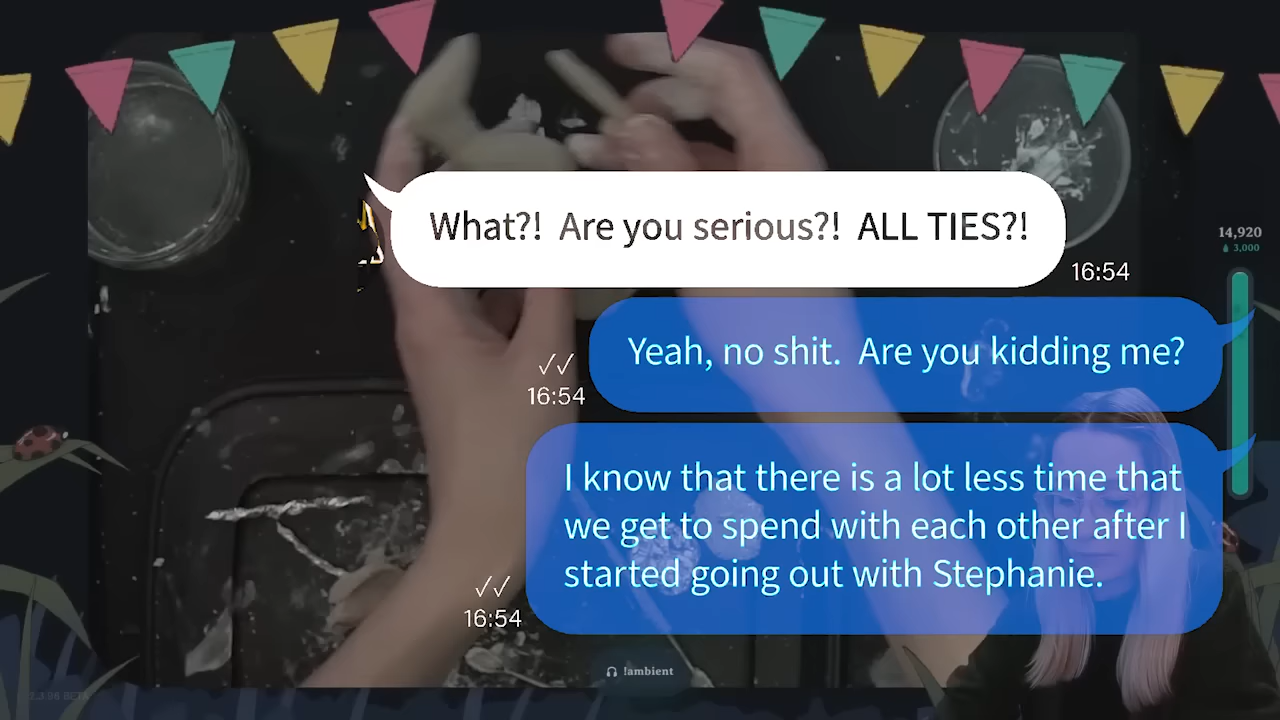 What?! Are you serious?! ALL TIES?!
14,920
3,000
16:54
Yeah, no shit. Are you kidding me?
16:54
I know that there is a lot less time that
we get to spend with each other after I
started going out with Stephanie.
16:54
!ambient